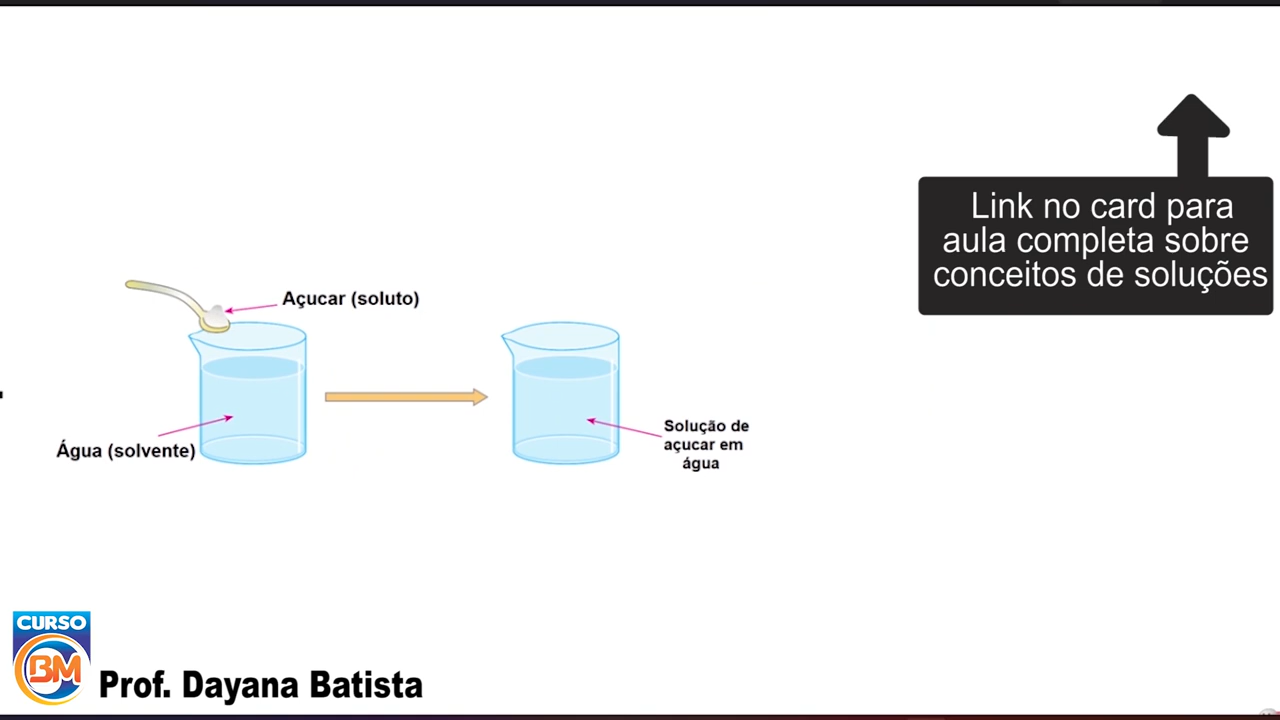 Link no card para
aula completa sobre
conceitos de soluções
Açucar (soluto)
Água (solvente)
Solução de
açucar em
água
CURSO
BM
Prof. Dayana Batista